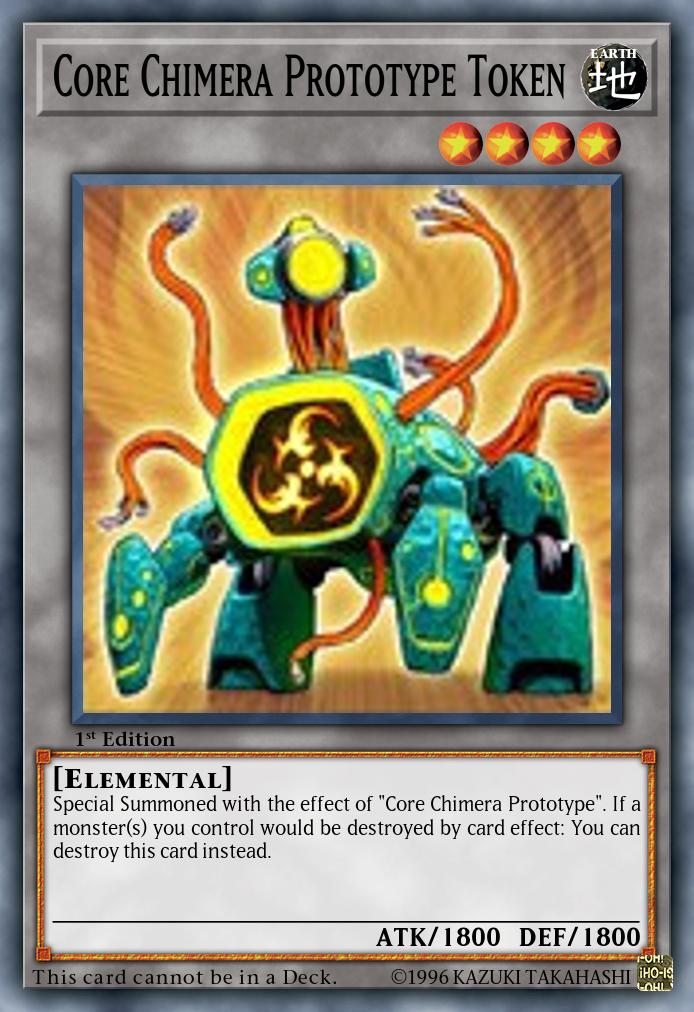 Core Chimera Prototype Token
EARTH
地
1st Edition
[Elemental]
Special Summoned with the effect of "Core Chimera Prototype". If a
monster(s) you control would be destroyed by card effect: You can
destroy this card instead.
ATK/1800 DEF/1800
This card cannot be in a Deck. ©1996 KAZUKI TAKAHASHI